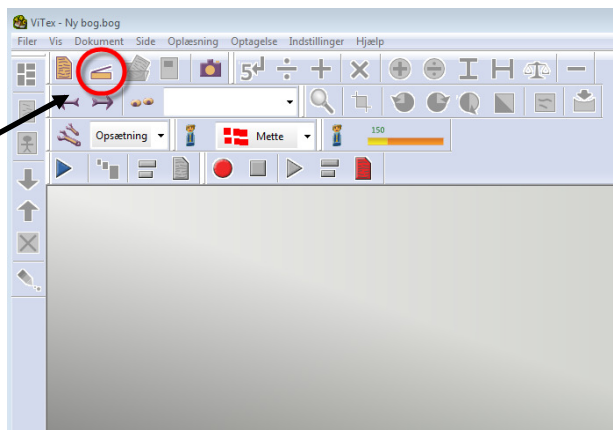 ViTex - Ny bog.bog
Filer Vis Dokument Side Oplæsning Optagelse Indstillinger Hjælp
5
Opsætning Mette 150